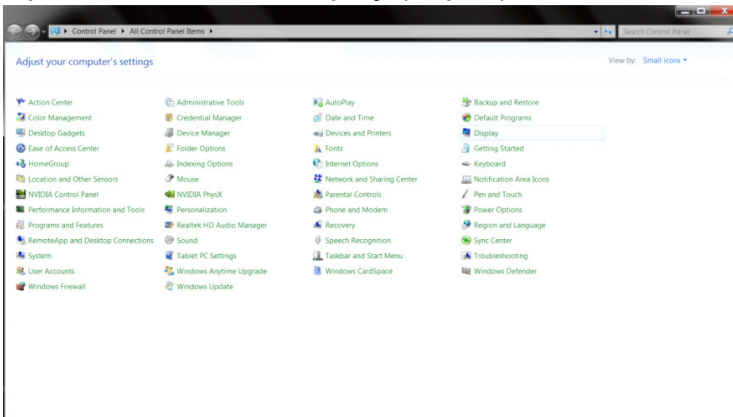 Control Panel ▸ All Control Panel Items ▸ Search Control Panel
Adjust your computer's settings View by: Small icons
Action Center Administrative Tools AutoPlay Backup and Restore
Color Management Credential Manager Date and Time Default Programs
Desktop Gadgets Device Manager Devices and Printers Display
Ease of Access Center Folder Options Fonts Getting Started
HomeGroup Indexing Options Internet Options Keyboard
Location and Other Sensors Mouse Network and Sharing Center Notification Area Icons
NVIDIA Control Panel NVIDIA PhysX Parental Controls Pen and Touch
Performance Information and Tools Personalization Phone and Modem Power Options
Programs and Features Realtek HD Audio Manager Recovery Region and Language
RemoteApp and Desktop Connections Sound Speech Recognition Sync Center
System Tablet PC Settings Taskbar and Start Menu Troubleshooting
User Accounts Windows Anytime Upgrade Windows CardSpace Windows Defender
Windows Firewall Windows Update